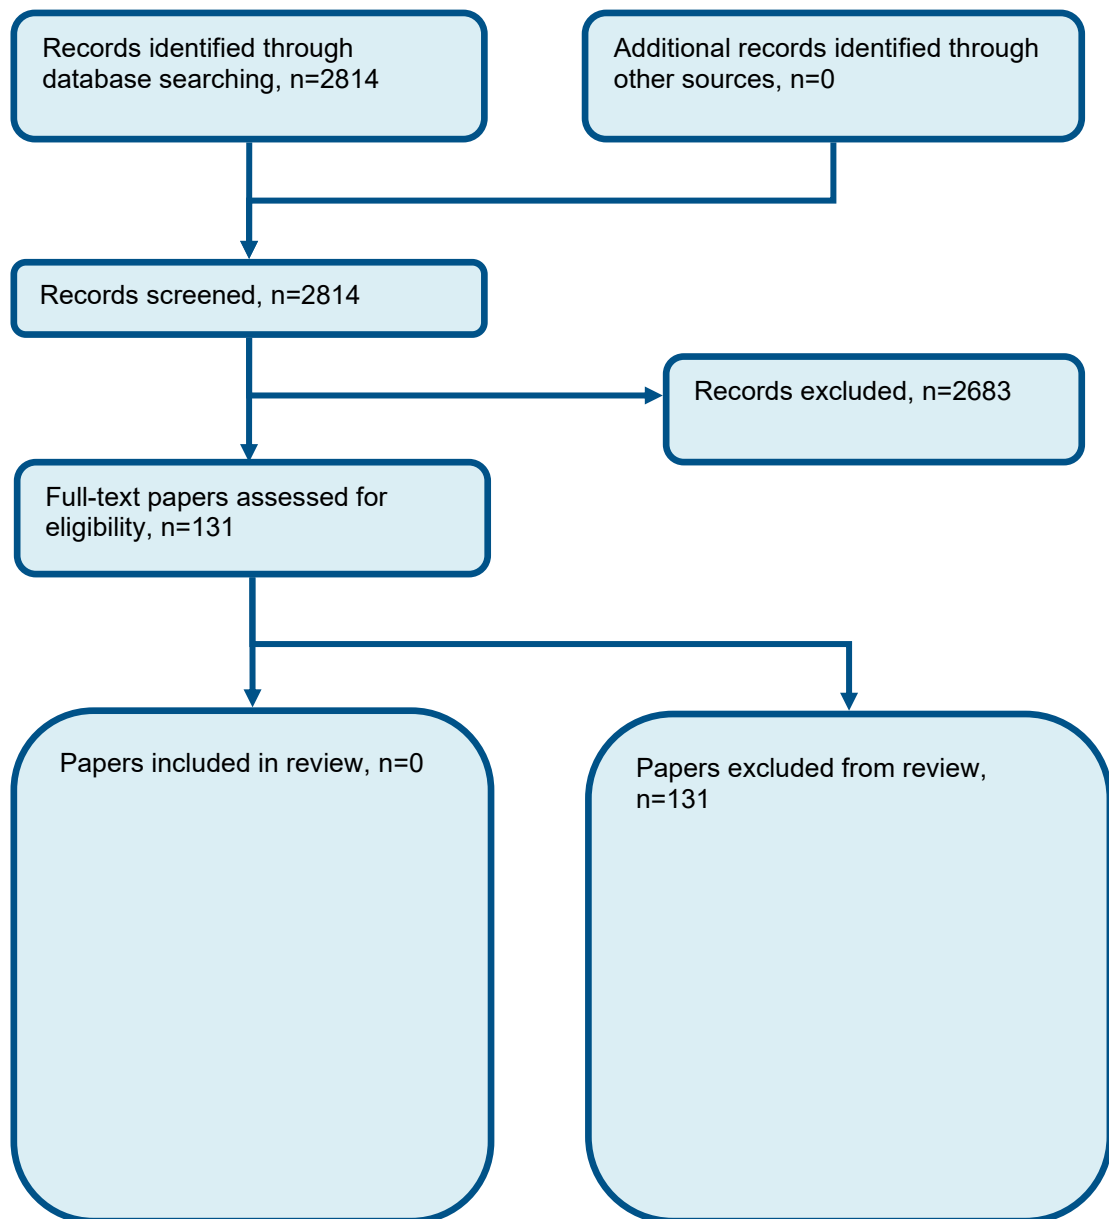 Records identified through
database searching, n=2814
Additional records identified through
other sources, n=0
Records screened, n=2814
Records excluded, n=2683
Full-text papers assessed for
eligibility, n=131
Papers included in review, n=0
Papers excluded from review,
n=131